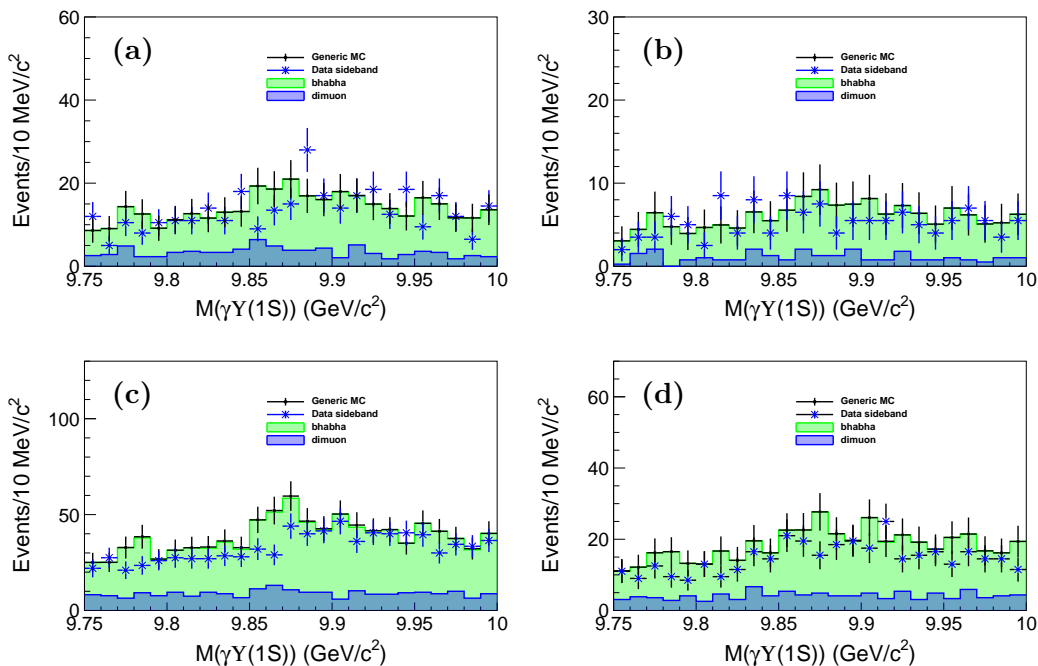 (a)
Events/10 MeV/c²
60
40
20
0
Generic MC
Data sideband
bhabha
dimuon
9.75 9.8 9.85 9.9 9.95 10
M(γΥ(1S)) (GeV/c²)
(b)
Events/10 MeV/c²
30
20
10
0
Generic MC
Data sideband
bhabha
dimuon
9.75 9.8 9.85 9.9 9.95 10
M(γΥ(1S)) (GeV/c²)
(c)
Events/10 MeV/c²
100
50
0
Generic MC
Data sideband
bhabha
dimuon
9.75 9.8 9.85 9.9 9.95 10
M(γΥ(1S)) (GeV/c²)
(d)
Events/10 MeV/c²
60
40
20
0
Generic MC
Data sideband
bhabha
dimuon
9.75 9.8 9.85 9.9 9.95 10
M(γΥ(1S)) (GeV/c²)